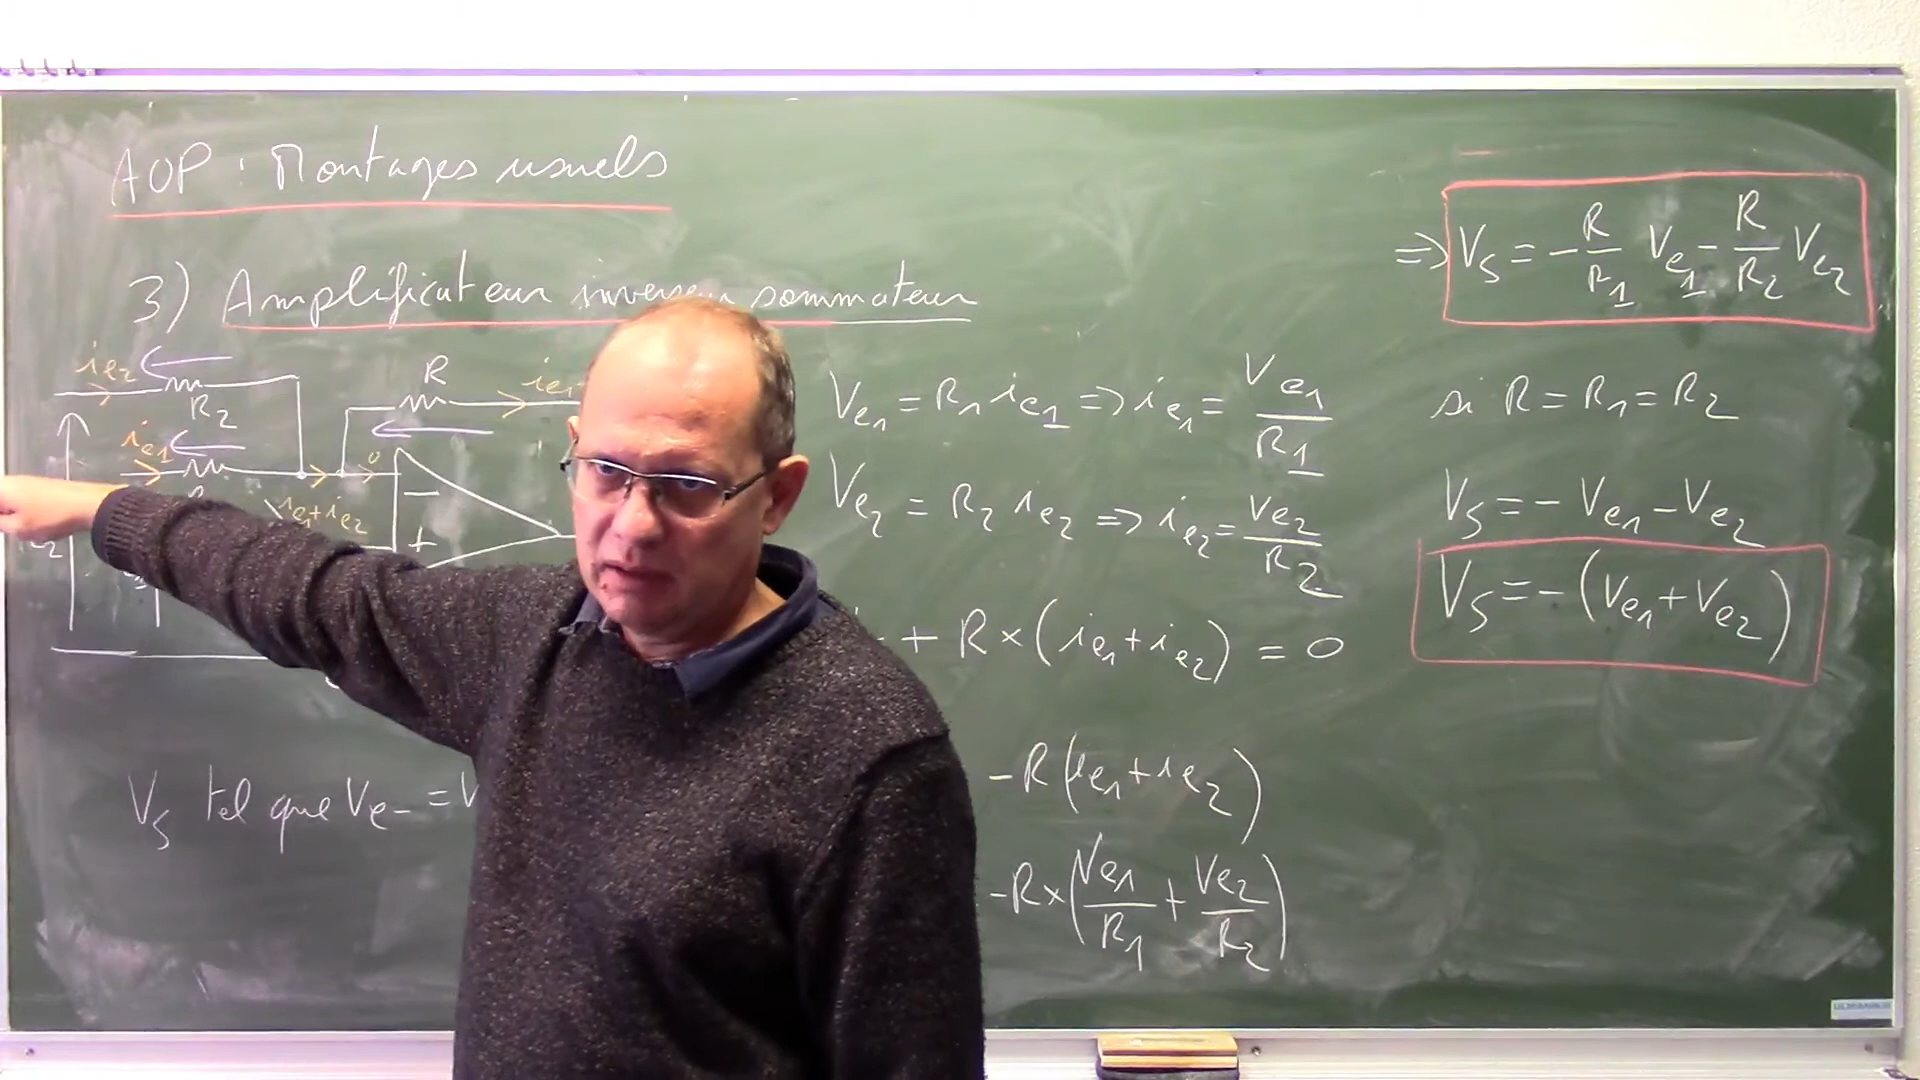 AOP : Montages usuels
3) Amplificateur inverseur sommateur
ie2
R2
ie1
R
ie1
0
ie1+ie2
−
+
Vs tel que Ve- = V
Ve1 = R1 ie1 => ie1 = Ve1/R1
Ve2 = R2 ie2 => ie2 = Ve2/R2
+ R × (ie1+ie2) = 0
-R(ie1+ie2)
-R×(Ve1/R1 + Ve2/R2)
=> Vs = - R/R1 Ve1 - R/R2 Ve2
si R = R1 = R2
Vs = - Ve1 - Ve2
Vs = - (Ve1 + Ve2)